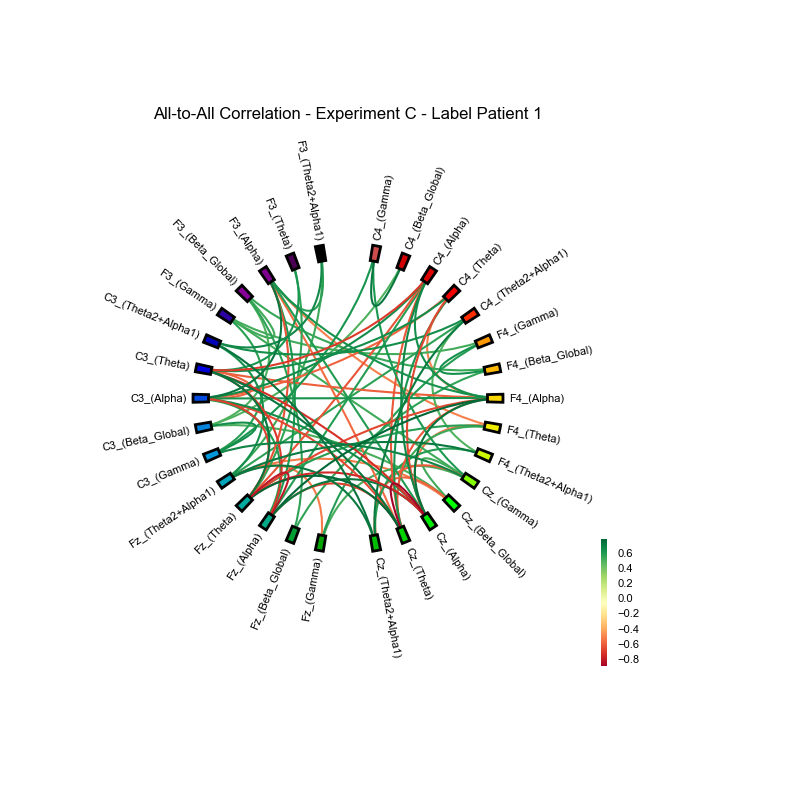 All-to-All Correlation - Experiment C - Label Patient 1
F3_(Theta2+Alpha1)
F3_(Theta)
F3_(Alpha)
F3_(Beta_Global)
F3_(Gamma)
C3_(Theta2+Alpha1)
C3_(Theta)
C3_(Alpha)
C3_(Beta_Global)
C3_(Gamma)
Fz_(Theta2+Alpha1)
Fz_(Theta)
Fz_(Alpha)
Fz_(Beta_Global)
Fz_(Gamma)
Cz_(Theta2+Alpha1)
Cz_(Theta)
Cz_(Alpha)
Cz_(Beta_Global)
Cz_(Gamma)
F4_(Theta2+Alpha1)
F4_(Theta)
F4_(Alpha)
F4_(Beta_Global)
F4_(Gamma)
C4_(Theta2+Alpha1)
C4_(Theta)
C4_(Alpha)
C4_(Beta_Global)
C4_(Gamma)
0.6
0.4
0.2
0.0
−0.2
−0.4
−0.6
−0.8